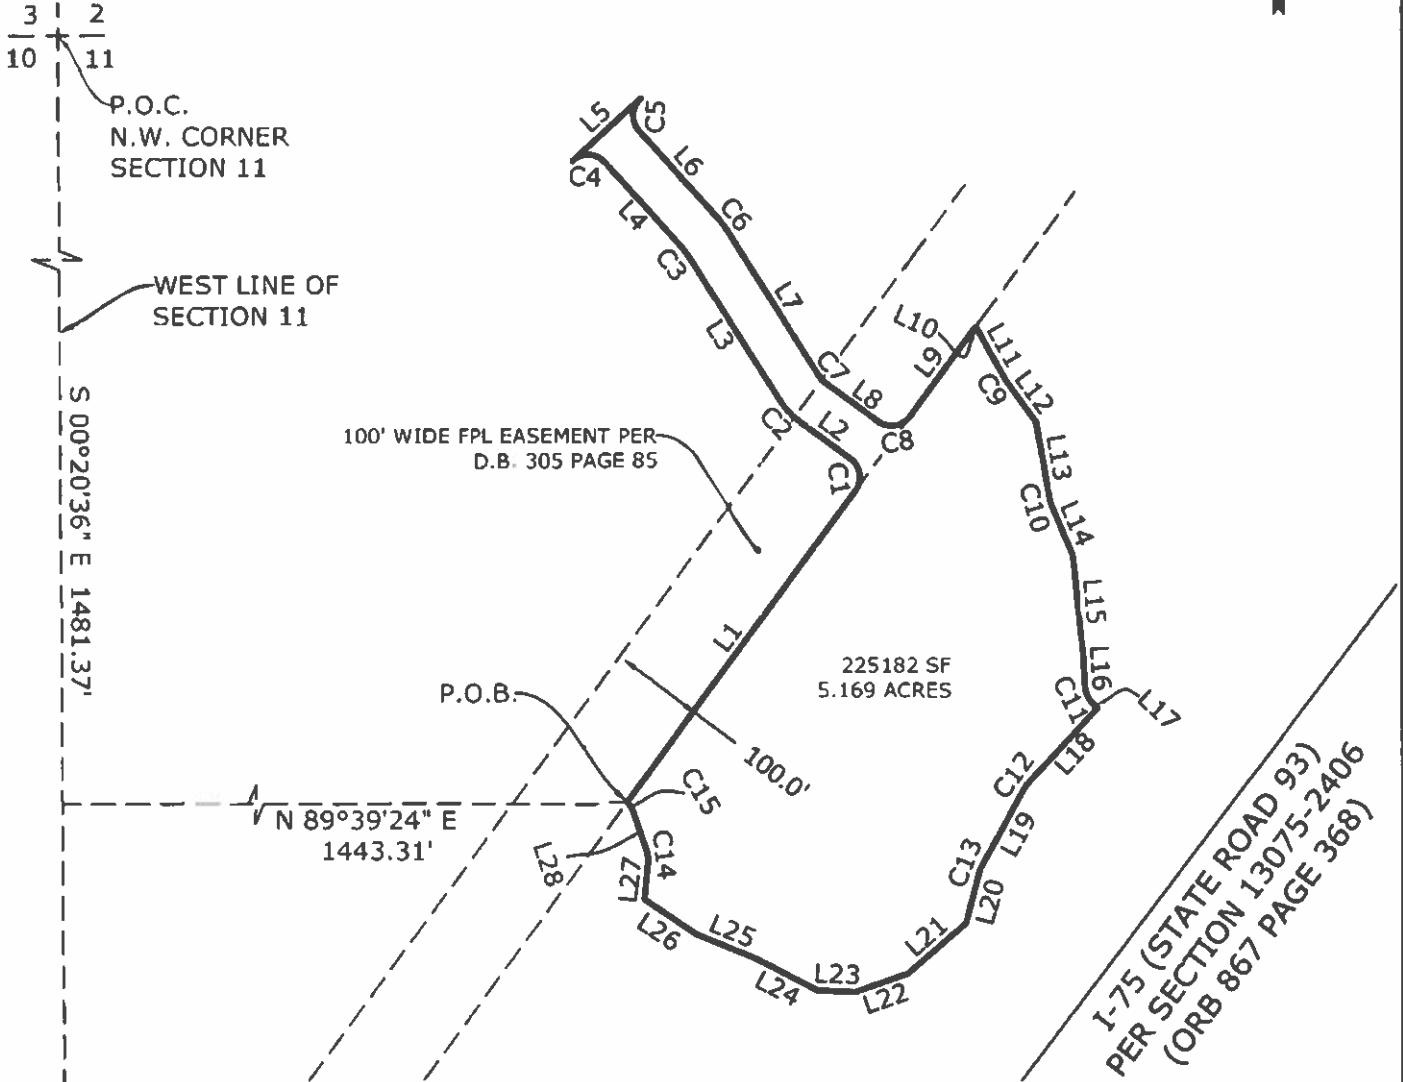 3 2
10 11
P.O.C.
N.W. CORNER
SECTION 11
WEST LINE OF
SECTION 11
S 00°20'36" E 1481.37'
L5
C5
C4
L6
L4
C6
C3
L7
L3
L10
L9
L11
C7
L8
C9
L12
C2
L2
C8
100' WIDE FPL EASEMENT PER
D.B. 305 PAGE 85
C1
L13
C10
L14
L15
L1
225182 SF
5.169 ACRES
L16
C11
L17
P.O.B.
100.0'
L18
C12
C15
N 89°39'24" E
1443.31'
L28
C14
L27
L19
C13
L20
L26
L25
L21
L24
L23
L22
I-75 (STATE ROAD 93)
PER SECTION 13075-2406
(ORB 867 PAGE 368)